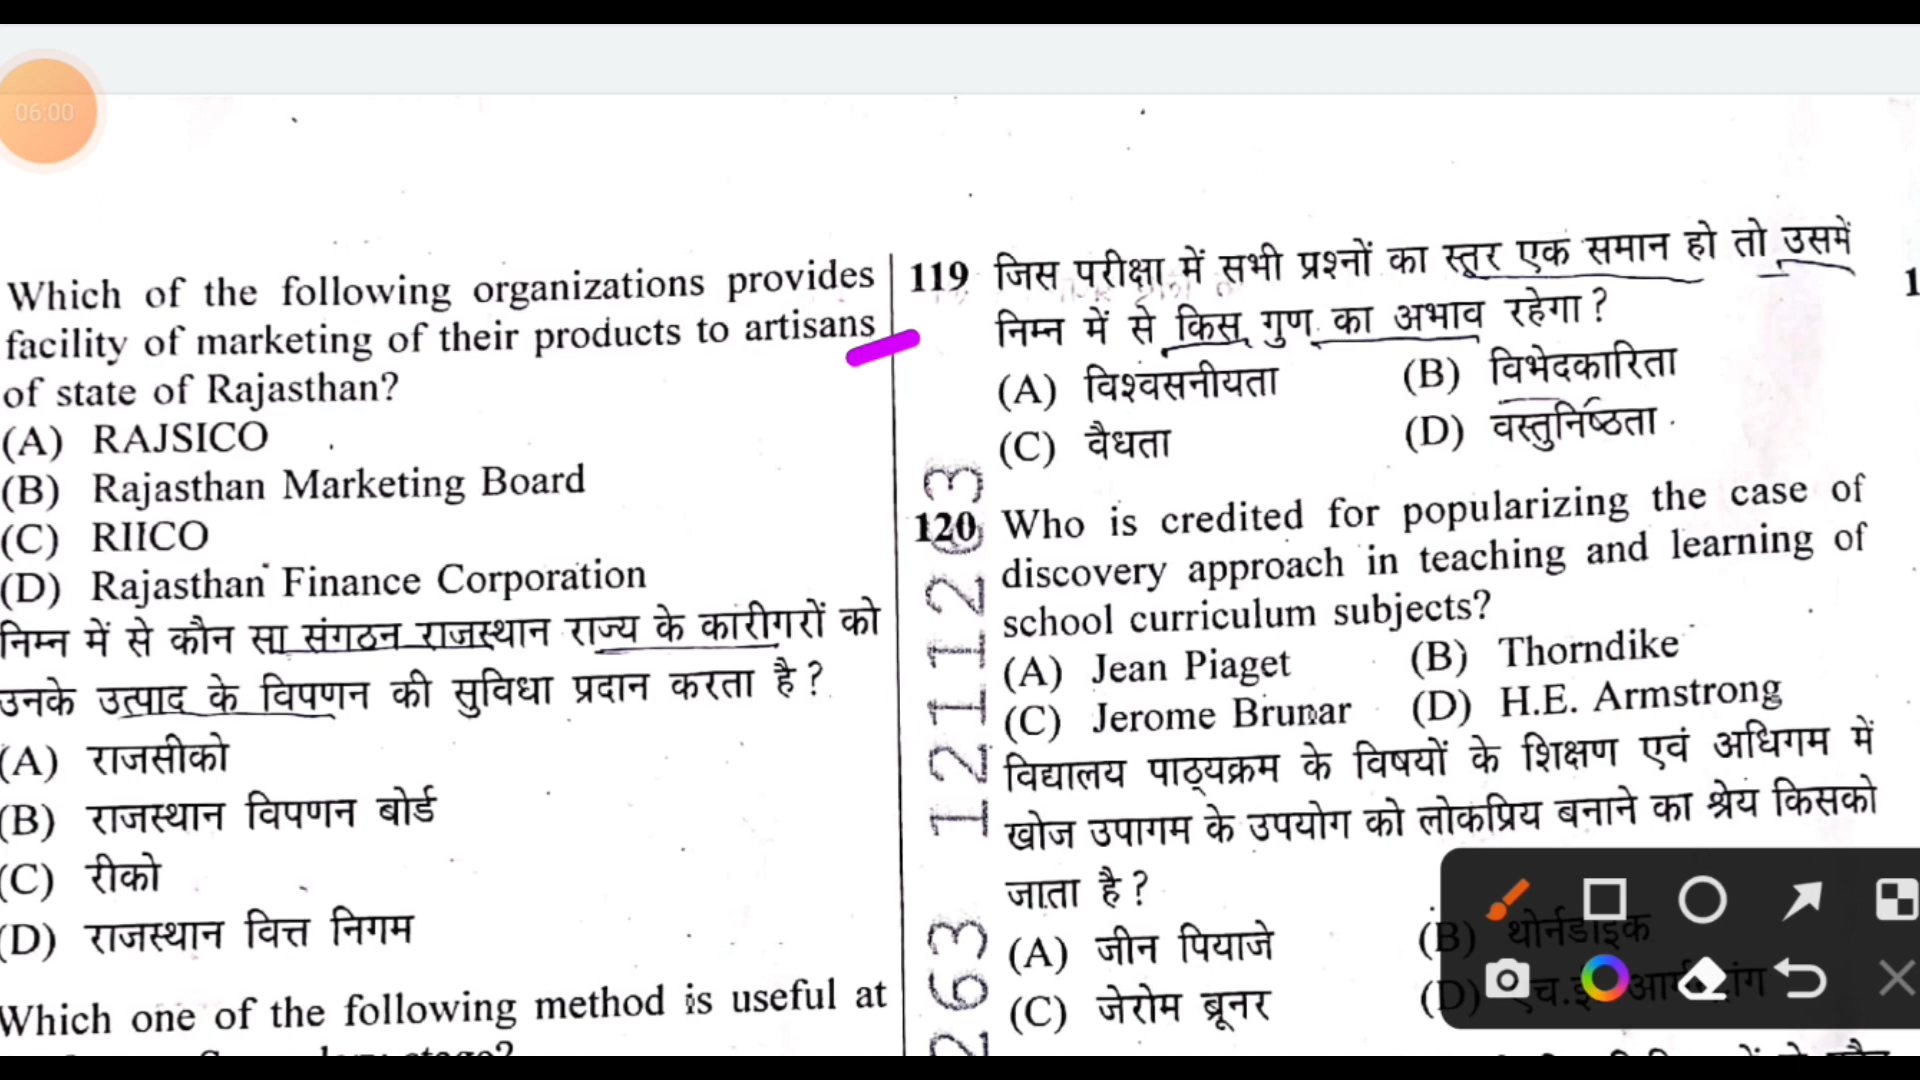 06:00
Which of the following organizations provides
facility of marketing of their products to artisans
of state of Rajasthan?
(A) RAJSICO
(B) Rajasthan Marketing Board
(C) RIICO
(D) Rajasthan Finance Corporation
निम्न में से कौन सा संगठन राजस्थान राज्य के कारीगरों को
उनके उत्पाद के विपणन की सुविधा प्रदान करता है ?
(A) राजसीको
(B) राजस्थान विपणन बोर्ड
(C) रीको
(D) राजस्थान वित्त निगम
Which one of the following method is useful at
119 जिस परीक्षा में सभी प्रश्नों का स्तर एक समान हो तो उसमें
निम्न में से किस गुण का अभाव रहेगा ?
(A) विश्वसनीयता (B) विभेदकारिता
(C) वैधता (D) वस्तुनिष्ठता
120 Who is credited for popularizing the case of
discovery approach in teaching and learning of
school curriculum subjects?
(A) Jean Piaget (B) Thorndike
(C) Jerome Brunar (D) H.E. Armstrong
विद्यालय पाठ्यक्रम के विषयों के शिक्षण एवं अधिगम में
खोज उपागम के उपयोग को लोकप्रिय बनाने का श्रेय किसको
जाता है ?
(A) जीन पियाजे (B) थोर्नडाइक
(C) जेरोम ब्रूनर (D)
1211263
263